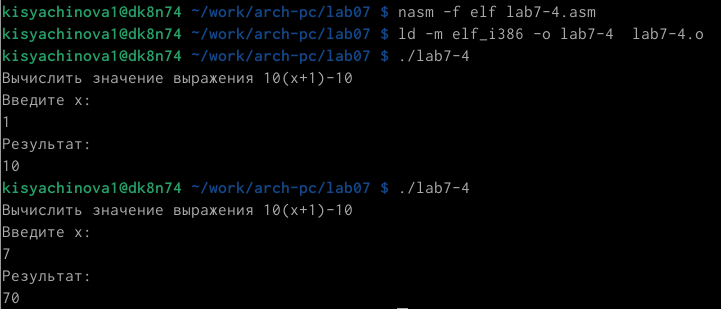 kisyachinova1@dk8n74 ~/work/arch-pc/lab07 $ nasm -f elf lab7-4.asm
kisyachinova1@dk8n74 ~/work/arch-pc/lab07 $ ld -m elf_i386 -o lab7-4  lab7-4.o
kisyachinova1@dk8n74 ~/work/arch-pc/lab07 $ ./lab7-4
Вычислить значение выражения 10(x+1)-10
Введите x:
1
Результат:
10
kisyachinova1@dk8n74 ~/work/arch-pc/lab07 $ ./lab7-4
Вычислить значение выражения 10(x+1)-10
Введите x:
7
Результат:
70